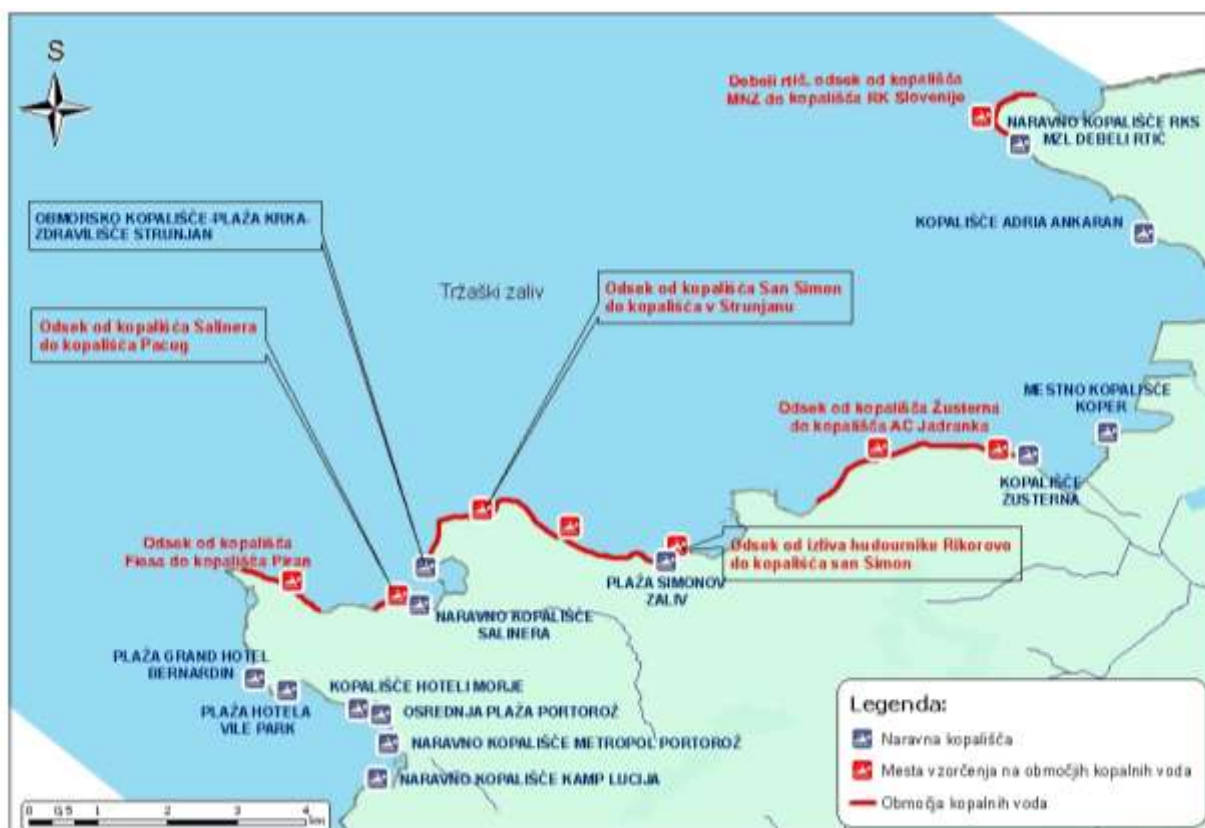 S
Debeli rtič, odsek od kopališča
MNZ do kopališča RK Slovenije
NARAVNO KOPALIŠČE RKS
MZL DEBELI RTIČ
OBMORSKO KOPALIŠČE-PLAŽA KRKA-
ZDRAVILIŠČE STRUNJAN
KOPALIŠČE ADRIA ANKARAN
Tržaški zaliv
Odsek od kopališča San Simon
do kopališča v Strunjanu
Odsek od kopališča Salinera
do kopališča Pacug
MESTNO KOPALIŠČE
KOPER
Odsek od kopališča Žusterna
do kopališča AC Jadranka
KOPALIŠČE
ŽUSTERNA
Odsek od kopališča
Fiesa do kopališča Piran
Odsek od izliva hudournika Rikorovo
do kopališča san Simon
PLAŽA SIMONOV
ZALIV
NARAVNO KOPALIŠČE
SALINERA
PLAŽA GRAND HOTEL
BERNARDIN
PLAŽA HOTELA
VILE PARK
KOPALIŠČE HOTELI MORJE
OSREDNJA PLAŽA PORTOROŽ
NARAVNO KOPALIŠČE METROPOL PORTOROŽ
NARAVNO KOPALIŠČE KAMP LUCIJA
Legenda:
Naravna kopališča
Mesta vzorčenja na območjih kopalnih voda
Območja kopalnih voda
0 0,5 1 2 3 4
km